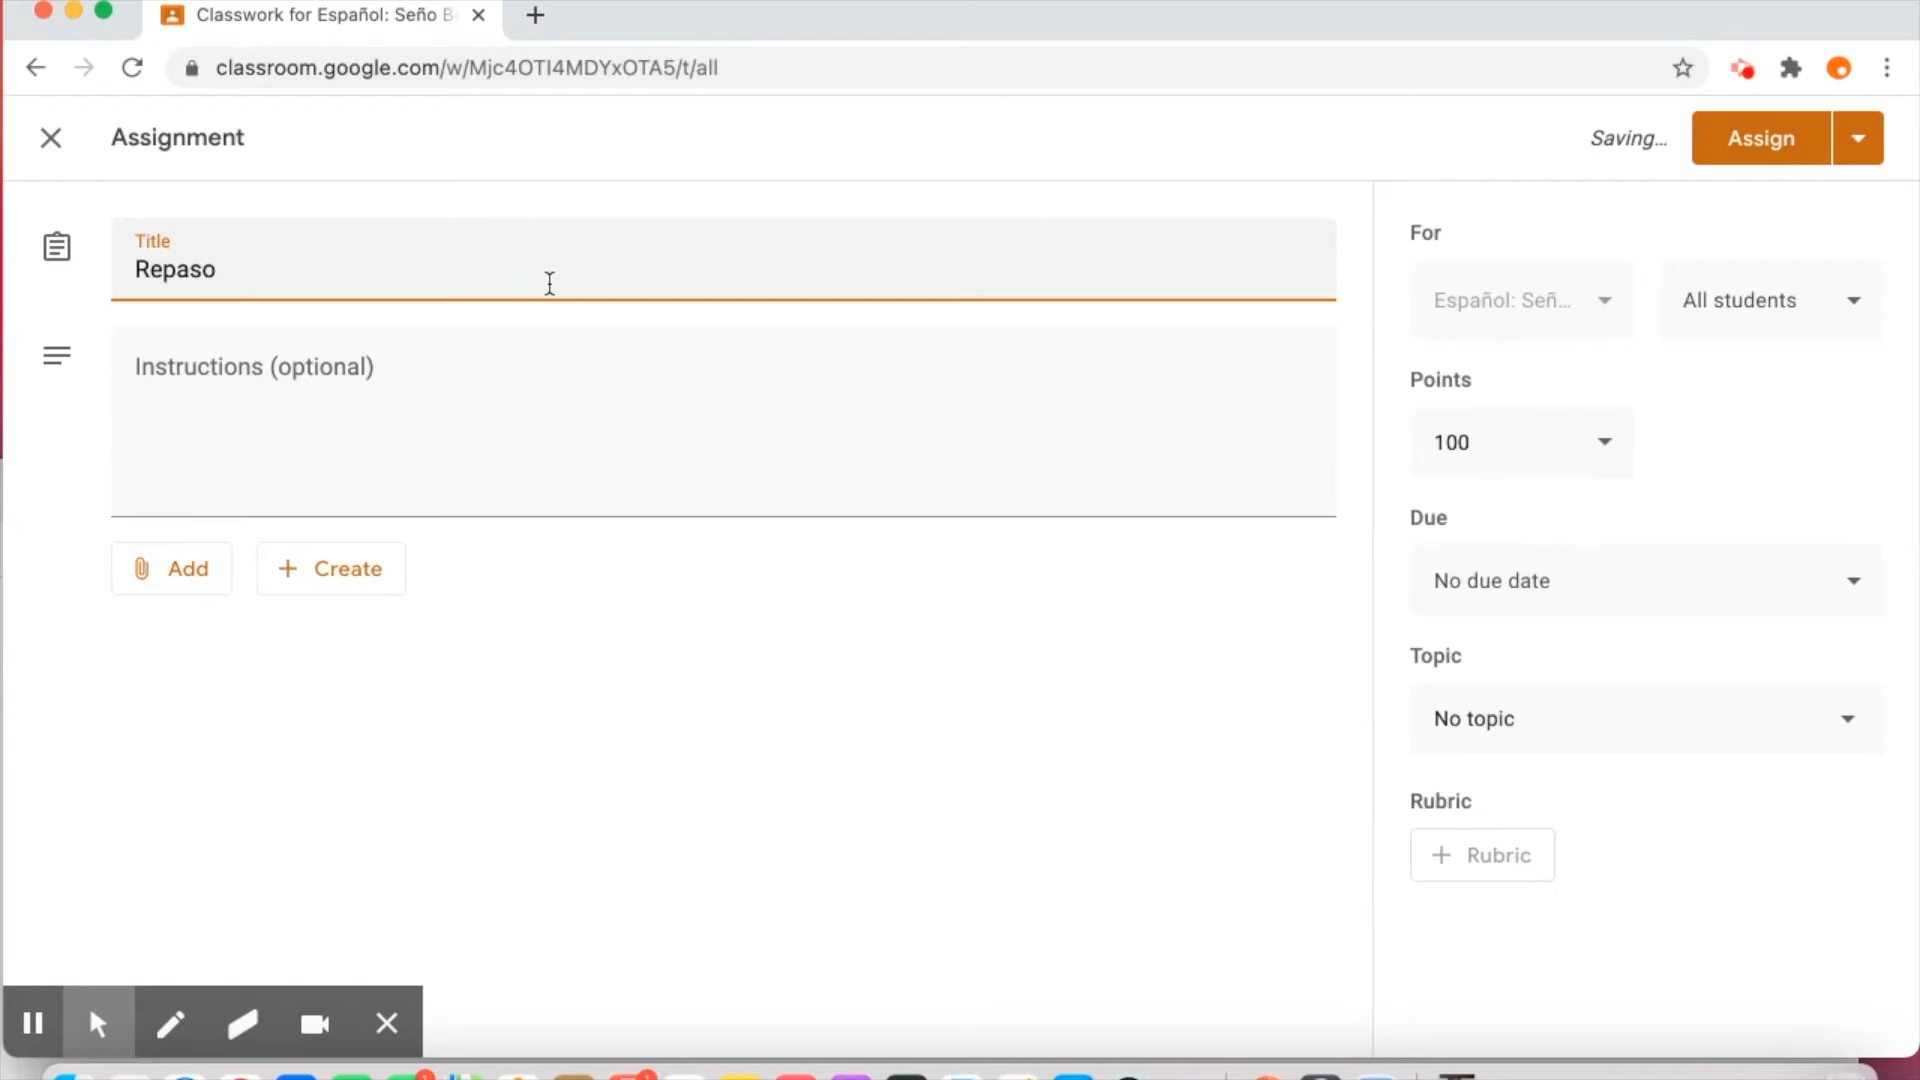 Classwork for Español: Seño B
classroom.google.com/w/Mjc4OTI4MDYxOTA5/t/all
Assignment
Saving...
Assign
Title
Repaso
Instructions (optional)
Add
Create
For
Español: Señ...
All students
Points
100
Due
No due date
Topic
No topic
Rubric
Rubric